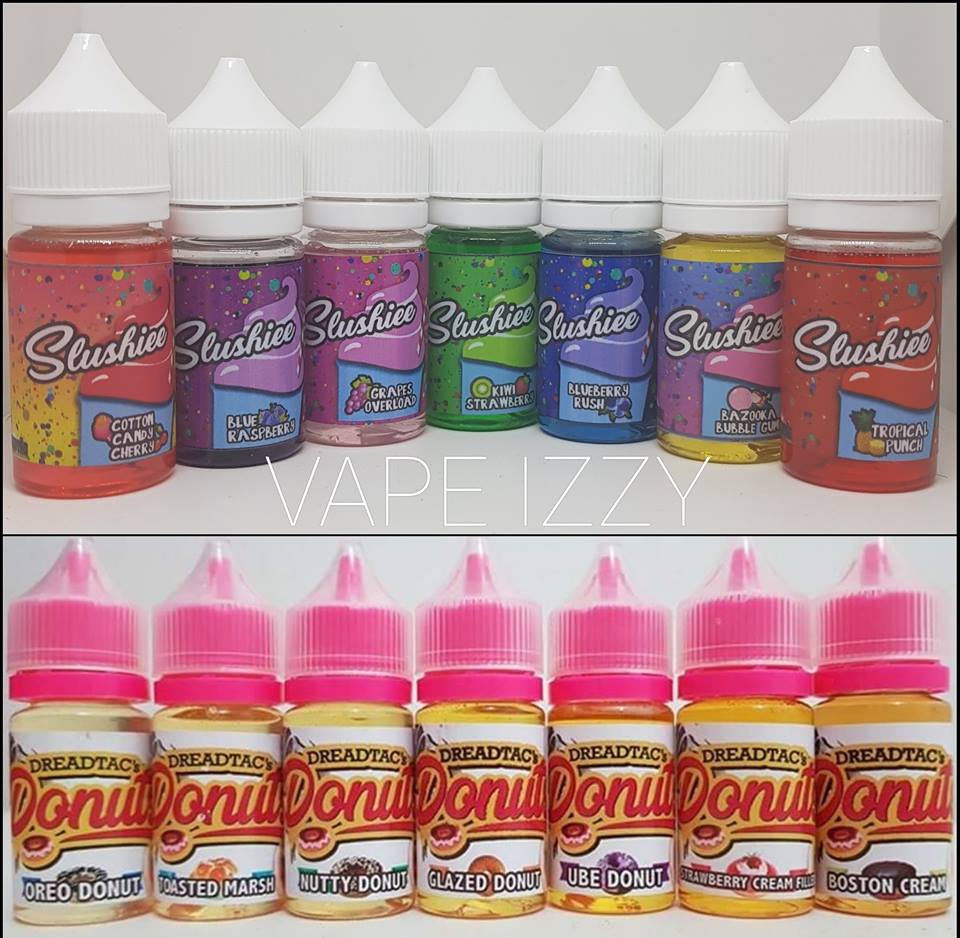 Slushiee
COTTON
CANDY
CHERRY
Slushiee
BLUE
RASPBERRY
Slushiee
GRAPES
OVERLOAD
Slushiee
KIWI
STRAWBERRY
Slushiee
BLUEBERRY
RUSH
Slushiee
BAZOOKA
BUBBLE GUM
Slushiee
TROPICAL
PUNCH
VAPE IZZY
DREADTAC's
Donut
OREO DONUT
DREADTAC's
Donut
TOASTED MARSH
DREADTAC's
Donut
NUTTY DONUT
DREADTAC's
Donut
GLAZED DONUT
DREADTAC's
Donut
UBE DONUT
DREADTAC's
Donut
STRAWBERRY CREAM FILLE
DREADTAC's
Donut
BOSTON CREAM